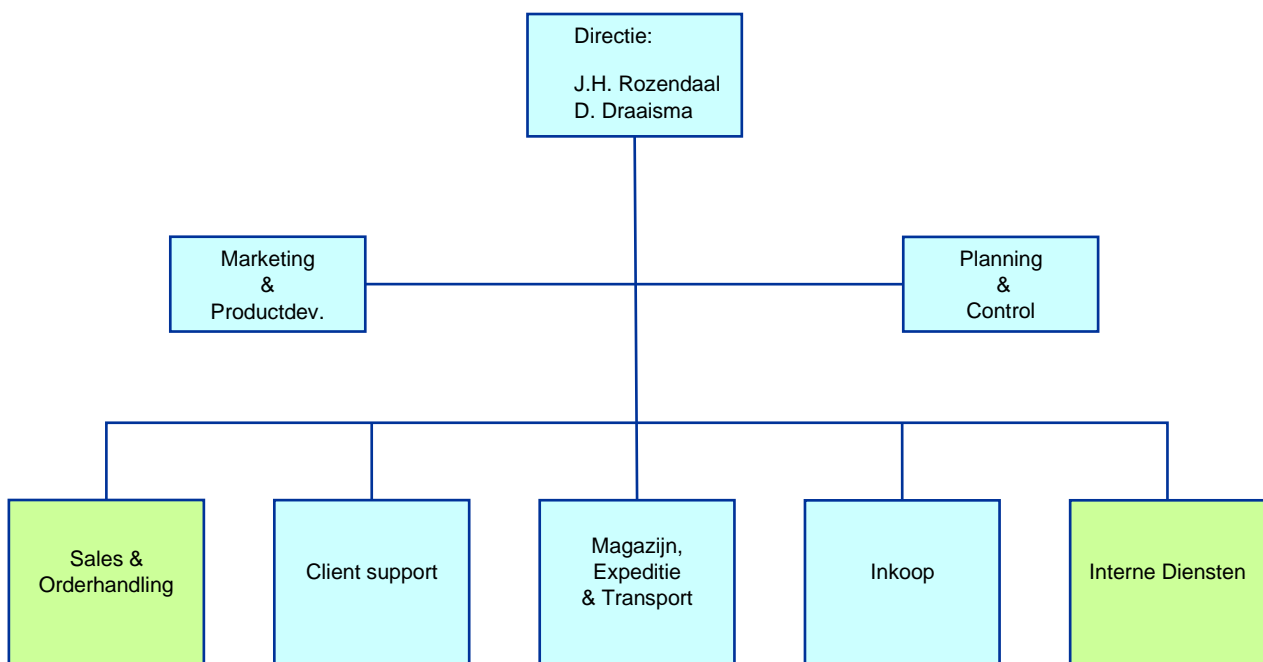 Directie:
J.H. Rozendaal
D. Draaisma
Marketing
&
Productdev.
Planning
&
Control
Sales &
Orderhandling
Client support
Magazijn,
Expeditie
& Transport
Inkoop
Interne Diensten